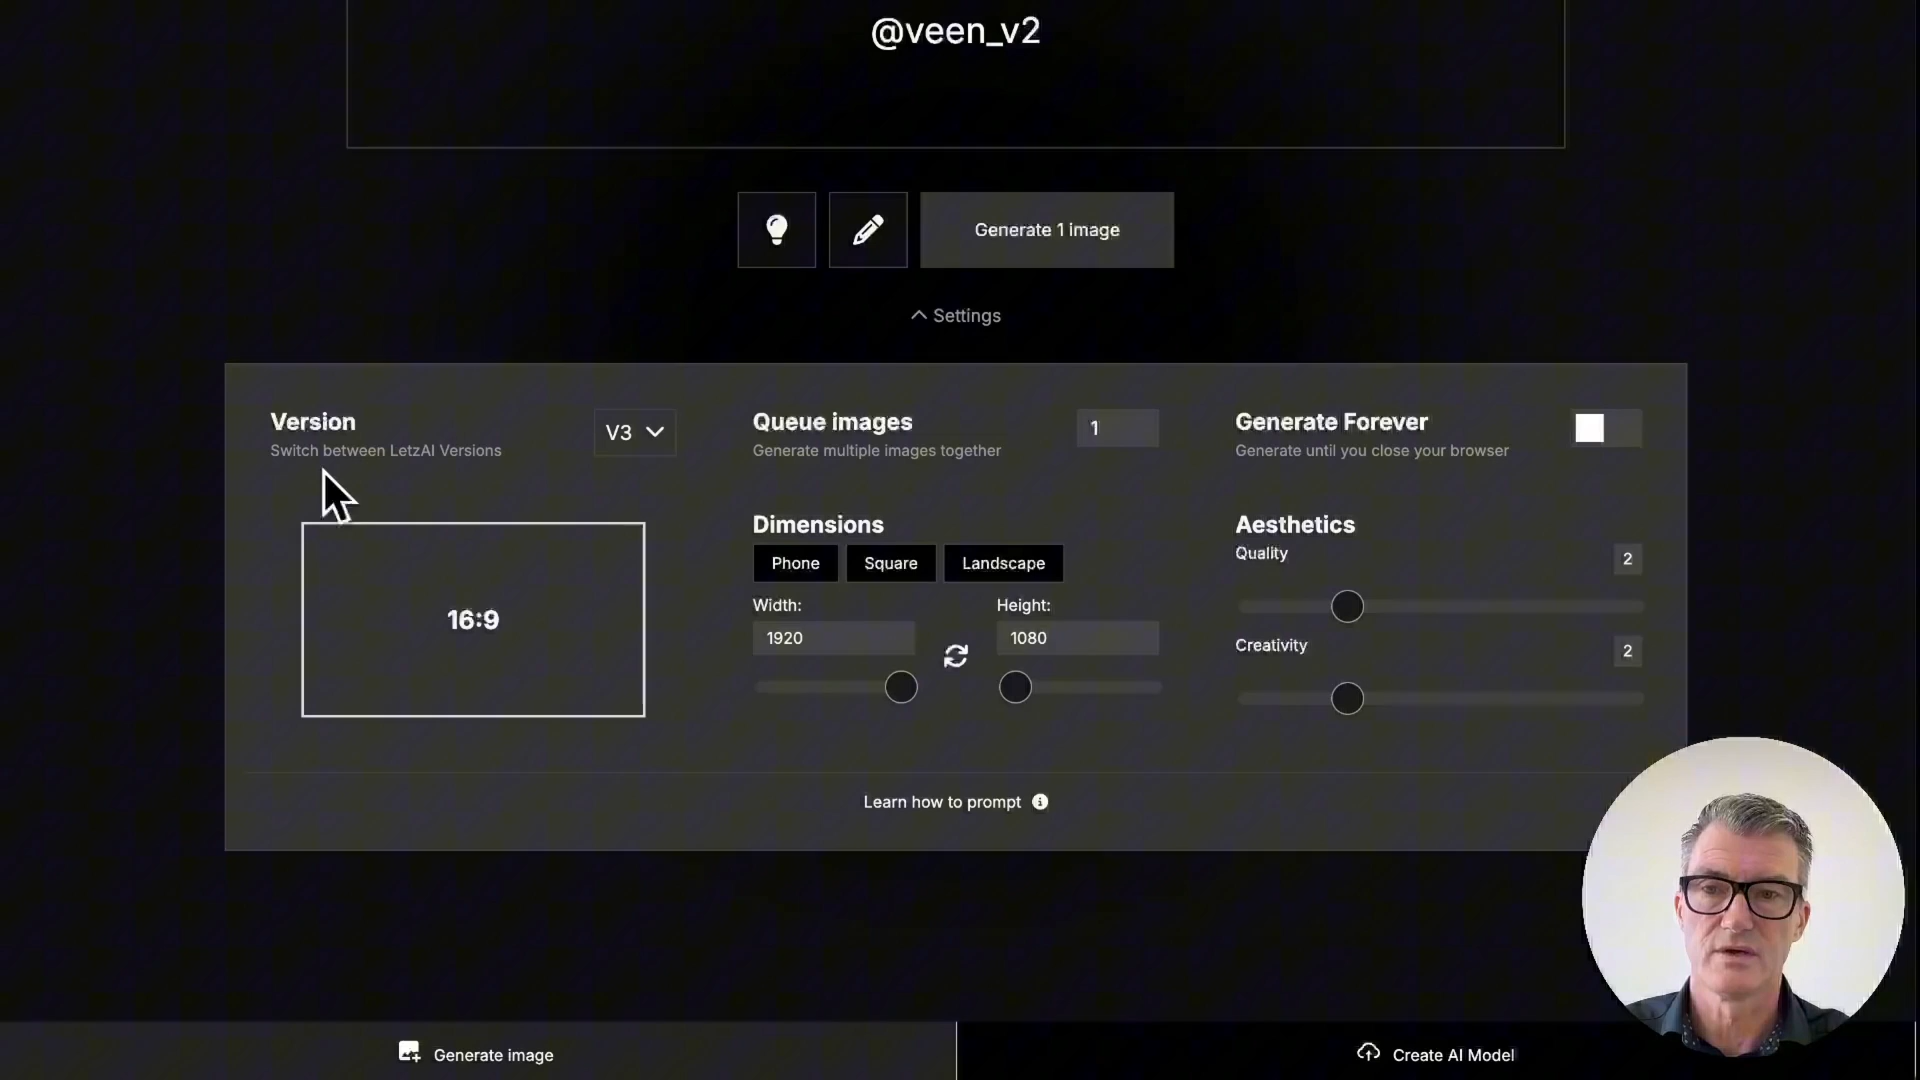 @veen_v2
Generate 1 image
Settings
Version
Switch between LetzAI Versions
V3
Queue images
Generate multiple images together
1
Generate Forever
Generate until you close your browser
16:9
Dimensions
Phone
Square
Landscape
Width:
1920
Height:
1080
Aesthetics
Quality
2
Creativity
2
Learn how to prompt
Generate image
Create AI Model